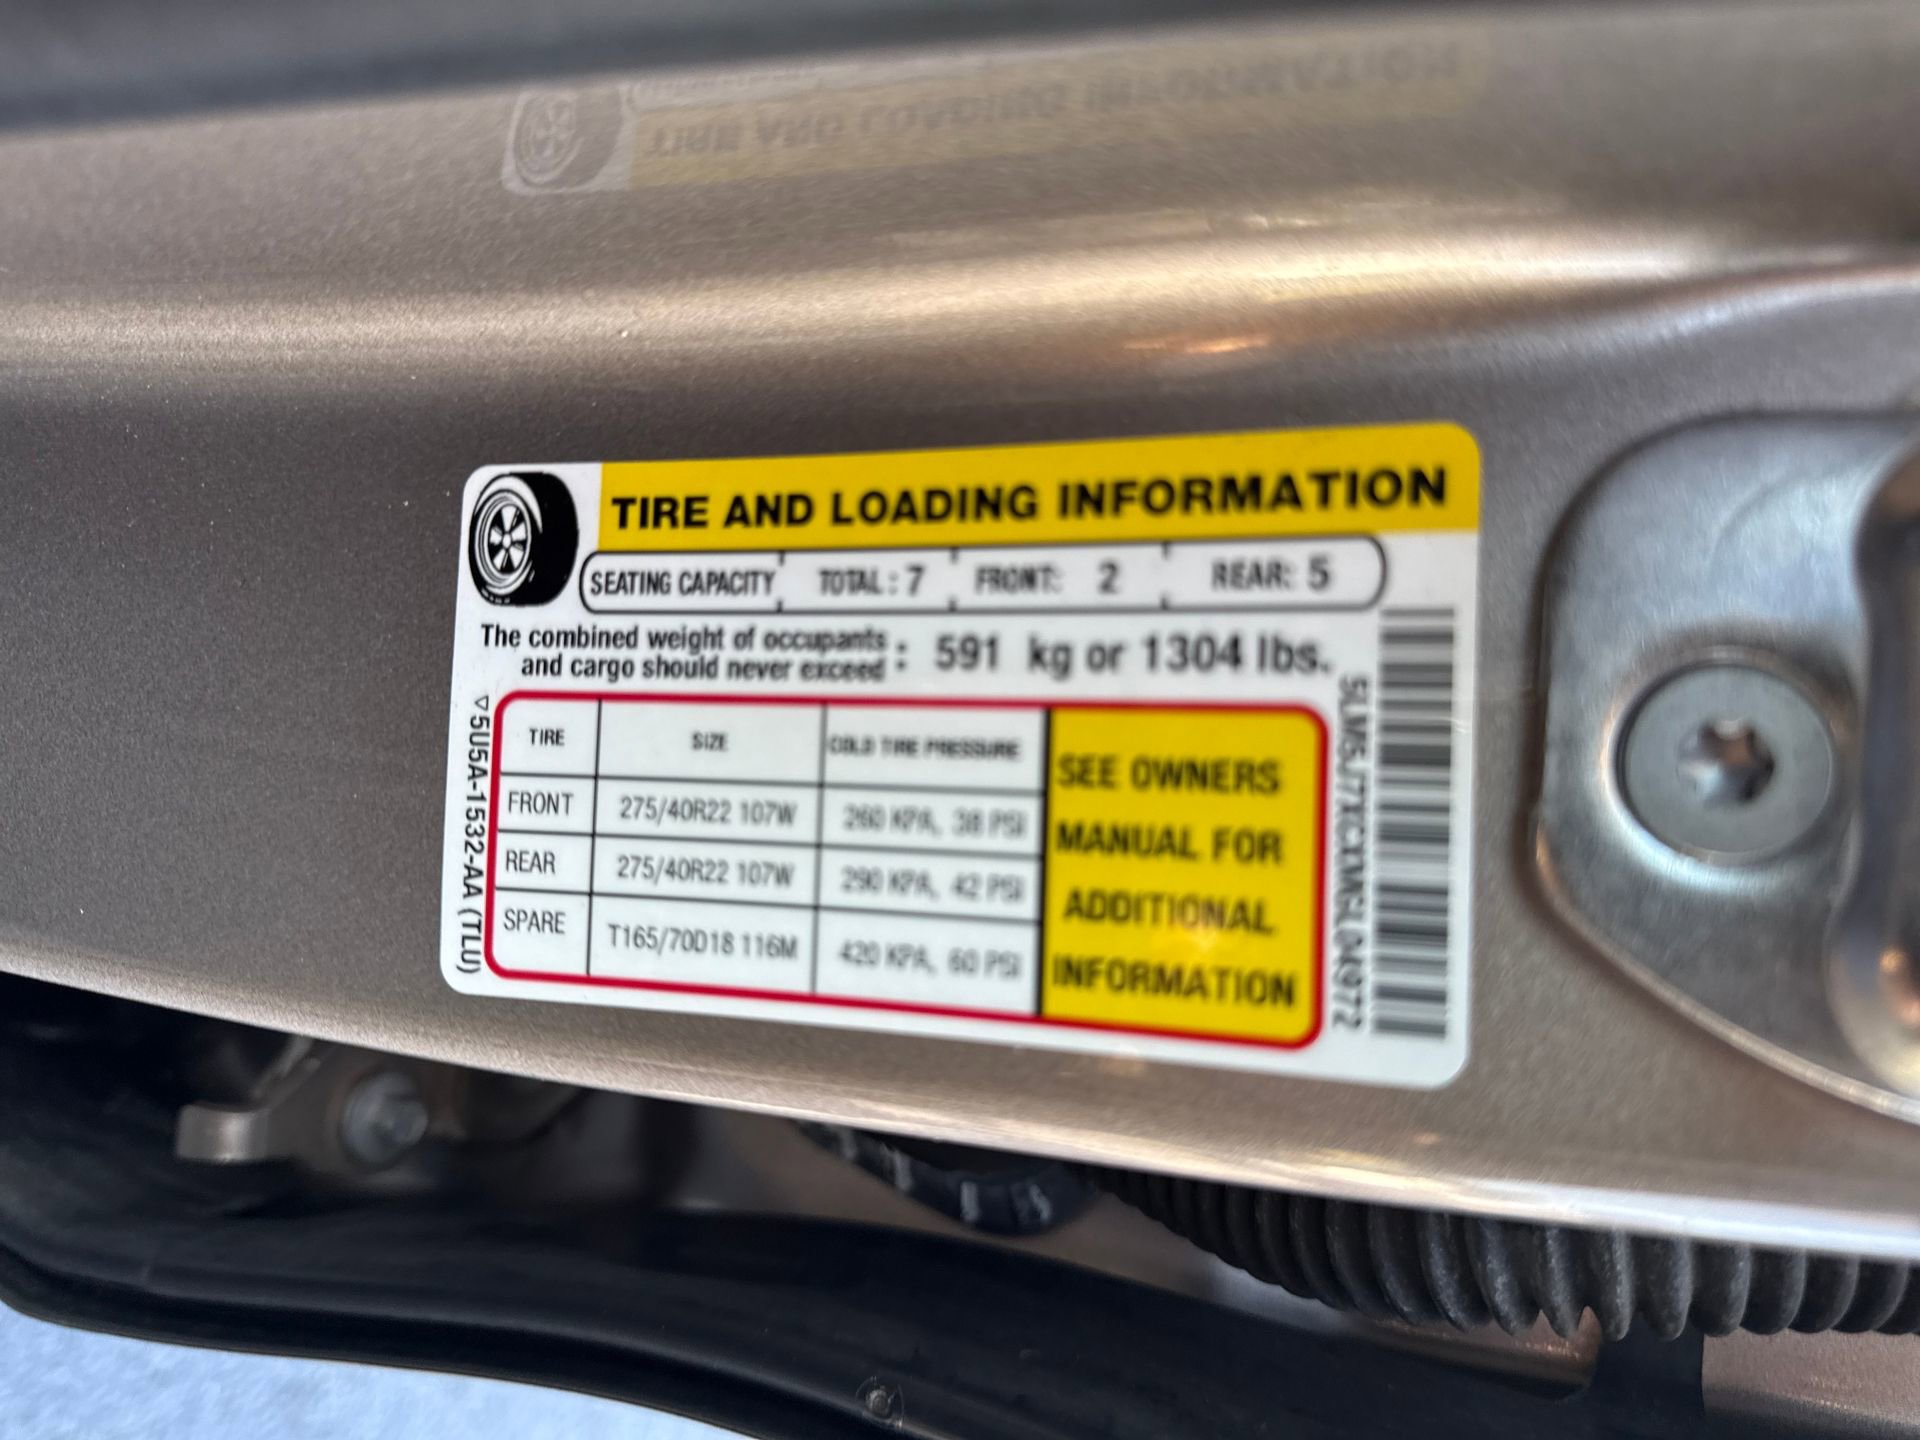 TIRE AND LOADING INFORMATION
SEATING CAPACITY TOTAL: 7 FRONT: 2 REAR: 5
The combined weight of occupants
and cargo should never exceed : 591 kg or 1304 lbs.
TIRE SIZE COLD TIRE PRESSURE
FRONT 275/40R22 107W 260 KPA, 38 PSI
REAR 275/40R22 107W 290 KPA, 42 PSI
SPARE T165/70D18 116M 420 KPA, 60 PSI
SEE OWNERS
MANUAL FOR
ADDITIONAL
INFORMATION
5U5A-1532-AA (TLU)
5LM5J7XCXMGL04972